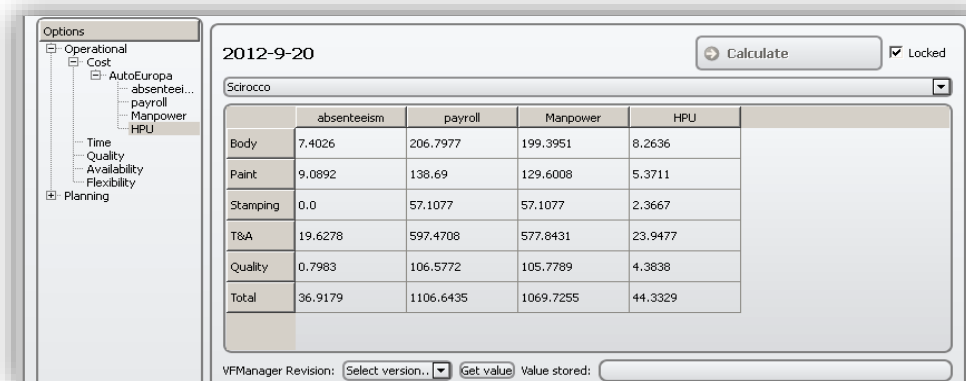 Options
Operational
Cost
AutoEuropa
absenteei...
payroll
Manpower
HPU
Time
Quality
Availability
Flexibility
Planning
2012-9-20
Calculate
Locked
Scirocco
absenteeism payroll Manpower HPU
Body 7.4026 206.7977 199.3951 8.2636
Paint 9.0892 138.69 129.6008 5.3711
Stamping 0.0 57.1077 57.1077 2.3667
T&A 19.6278 597.4708 577.8431 23.9477
Quality 0.7983 106.5772 105.7789 4.3838
Total 36.9179 1106.6435 1069.7255 44.3329
VFManager Revision: Select version.. Get value Value stored: